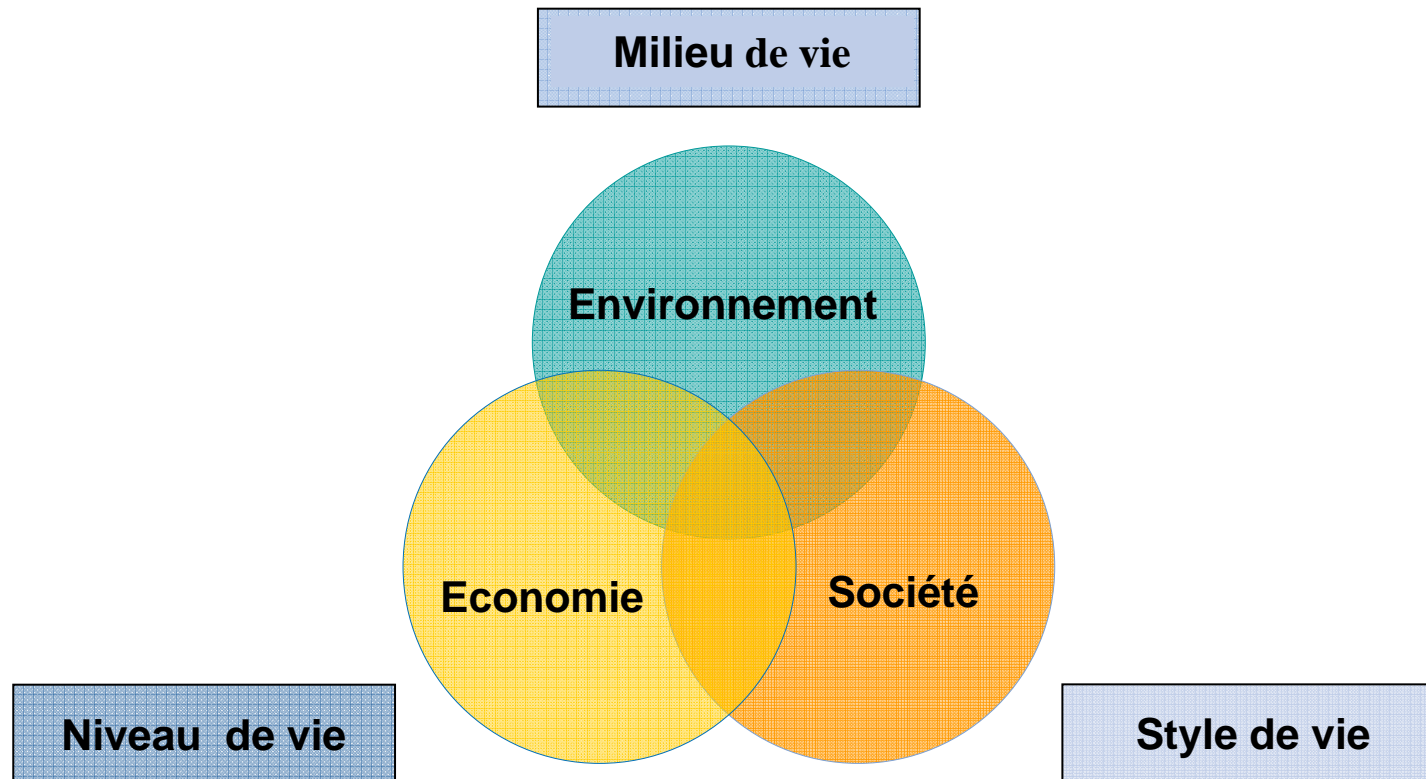 Milieu de vie
Environnement
Economie
Société
Niveau de vie
Style de vie